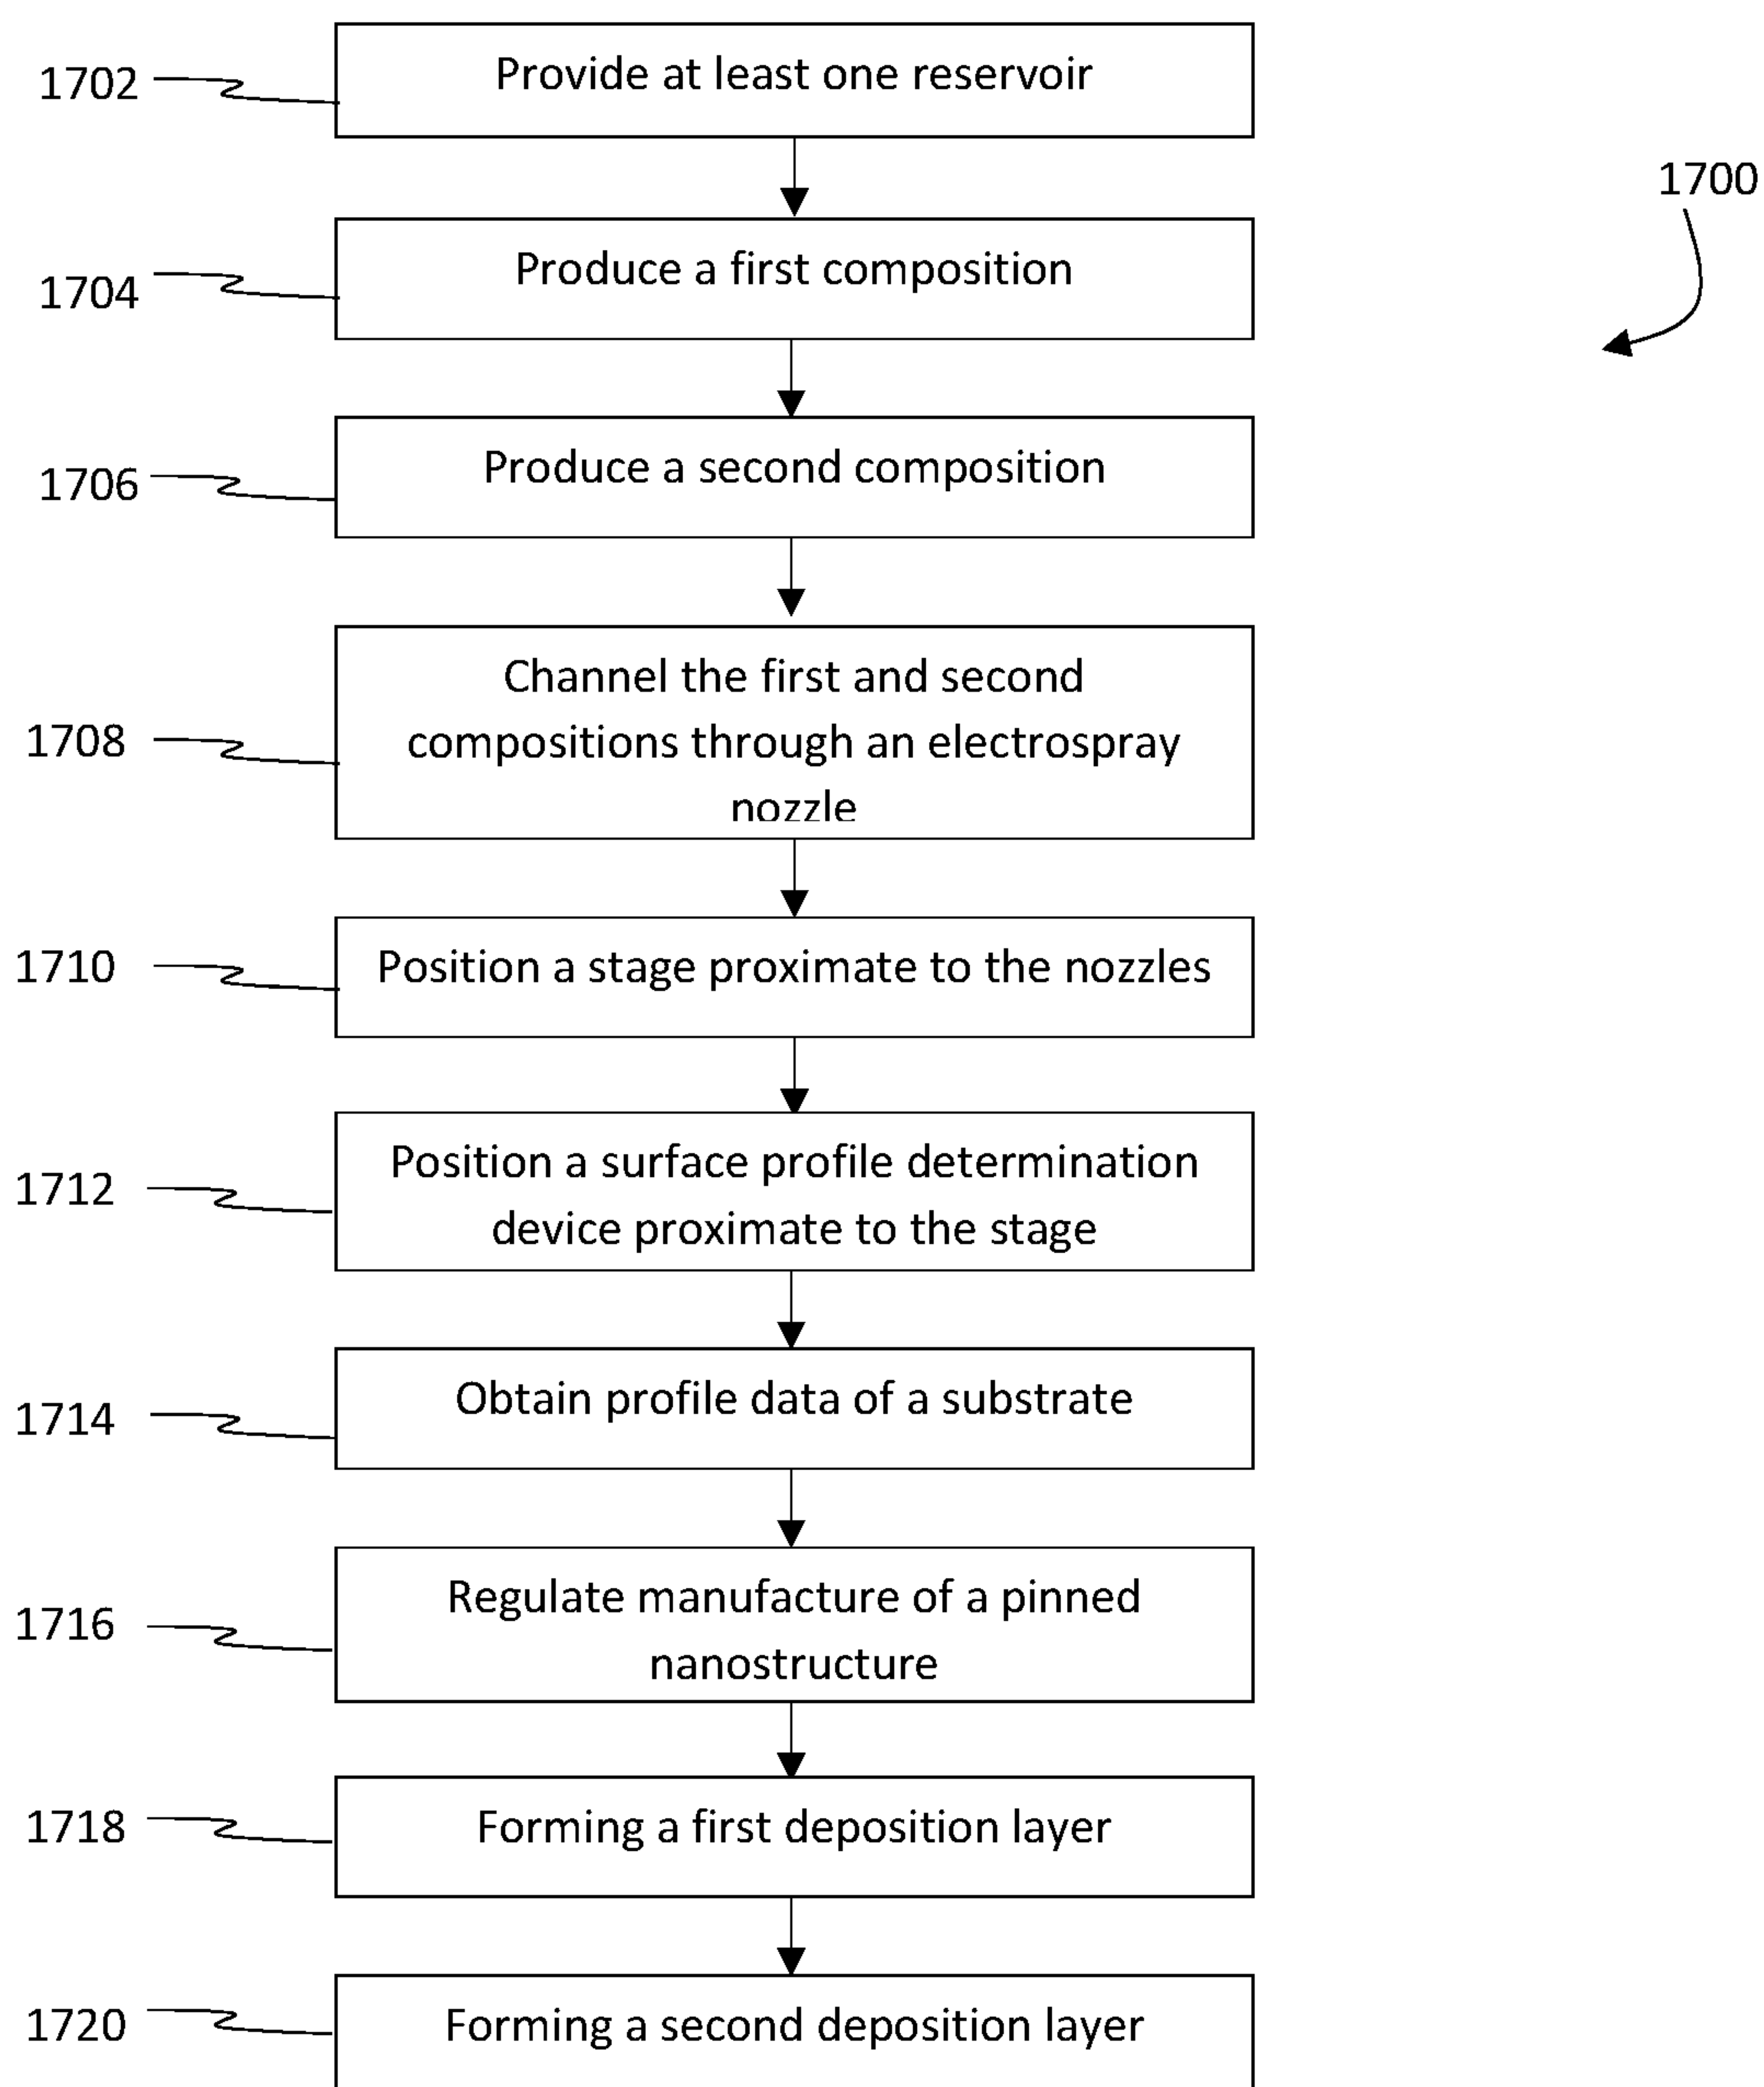 1702
Provide at least one reservoir
1700
1704
Produce a first composition
1706
Produce a second composition
1708
Channel the first and second
compositions through an electrospray
nozzle
1710
Position a stage proximate to the nozzles
1712
Position a surface profile determination
device proximate to the stage
1714
Obtain profile data of a substrate
1716
Regulate manufacture of a pinned
nanostructure
1718
Forming a first deposition layer
1720
Forming a second deposition layer